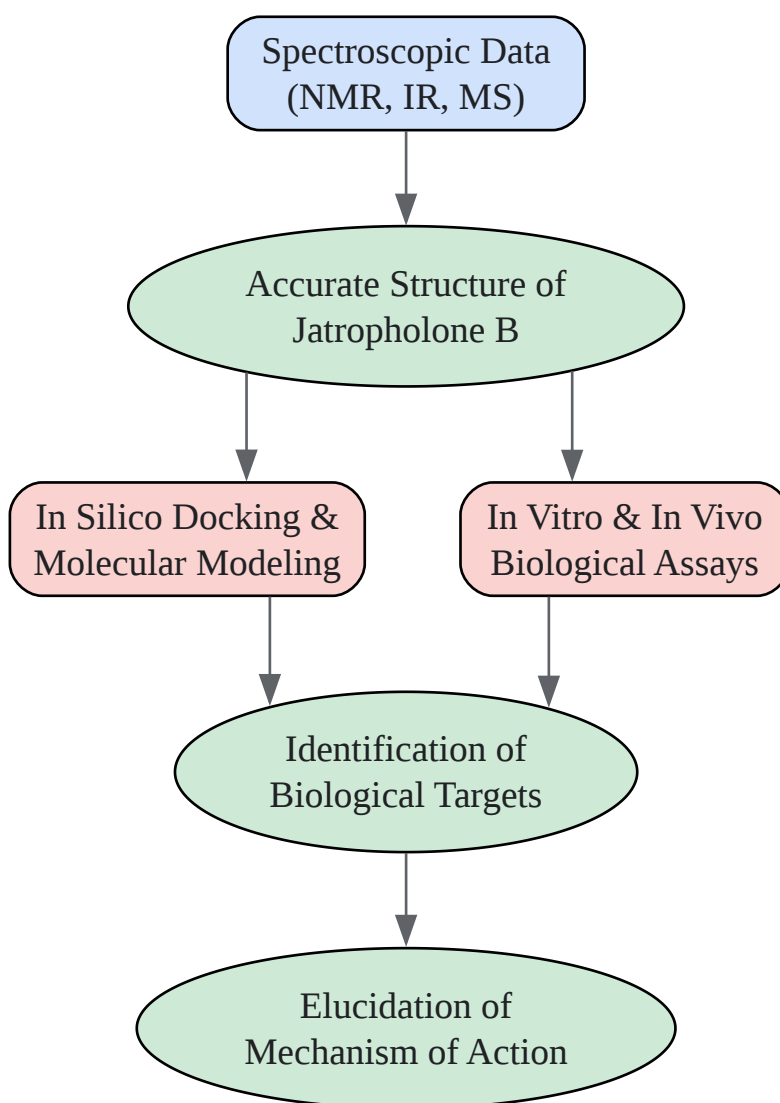 Spectroscopic Data
(NMR, IR, MS)
Accurate Structure of
Jatropholone B
In Silico Docking &
Molecular Modeling
In Vitro & In Vivo
Biological Assays
Identification of
Biological Targets
Elucidation of
Mechanism of Action